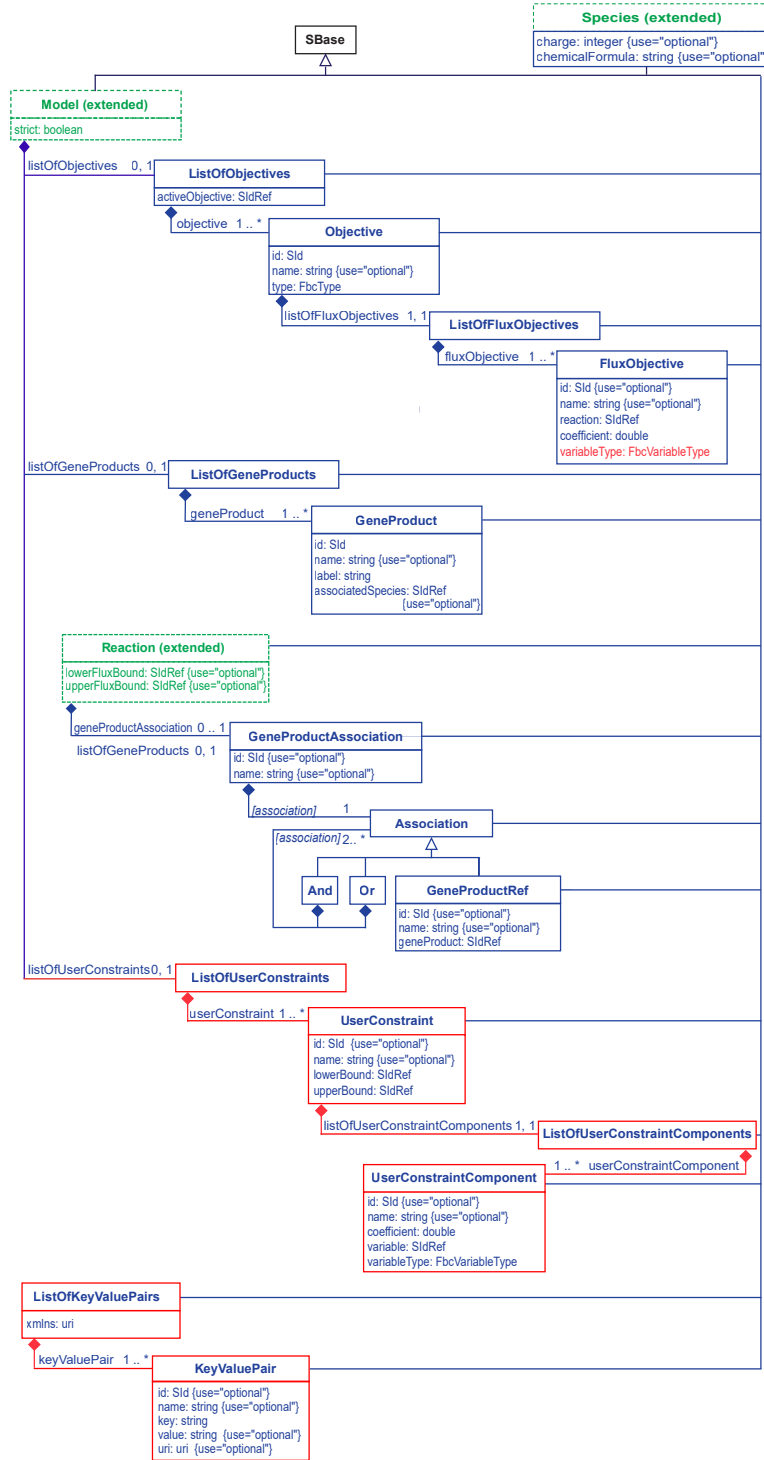 Species (extended)
charge: integer {use="optional"}
chemicalFormula: string {use="optional"
SBase
Model (extended)
strict: boolean
listOfObjectives 0, 1
ListOfObjectives
activeObjective: SIdRef
objective 1 .. *
Objective
id: SId
name: string {use="optional"}
type: FbcType
listOfFluxObjectives 1, 1
ListOfFluxObjectives
fluxObjective 1 .. *
FluxObjective
id: SId {use="optional"}
name: string {use="optional"}
reaction: SIdRef
coefficient: double
variableType: FbcVariableType
listOfGeneProducts 0, 1
ListOfGeneProducts
geneProduct 1 .. *
GeneProduct
id: SId
name: string {use="optional"}
label: string
associatedSpecies: SIdRef
{use="optional"}
Reaction (extended)
lowerFluxBound: SIdRef {use="optional"}
upperFluxBound: SIdRef {use="optional"}
geneProductAssociation 0 .. 1
listOfGeneProducts 0, 1
GeneProductAssociation
id: SId {use="optional"}
name: string {use="optional"}
[association] 1
Association
[association] 2.. *
And
Or
GeneProductRef
id: SId {use="optional"}
name: string {use="optional"}
geneProduct: SIdRef
listOfUserConstraints 0, 1
ListOfUserConstraints
userConstraint 1 .. *
UserConstraint
id: SId {use="optional"}
name: string {use="optional"}
lowerBound: SIdRef
upperBound: SIdRef
listOfUserConstraintComponents 1, 1
ListOfUserConstraintComponents
1 .. * userConstraintComponent
UserConstraintComponent
id: SId {use="optional"}
name: string {use="optional"}
coefficient: double
variable: SIdRef
variableType: FbcVariableType
ListOfKeyValuePairs
xmlns: uri
keyValuePair 1 .. *
KeyValuePair
id: SId {use="optional"}
name: string {use="optional"}
key: string
value: string {use="optional"}
uri: uri {use="optional"}